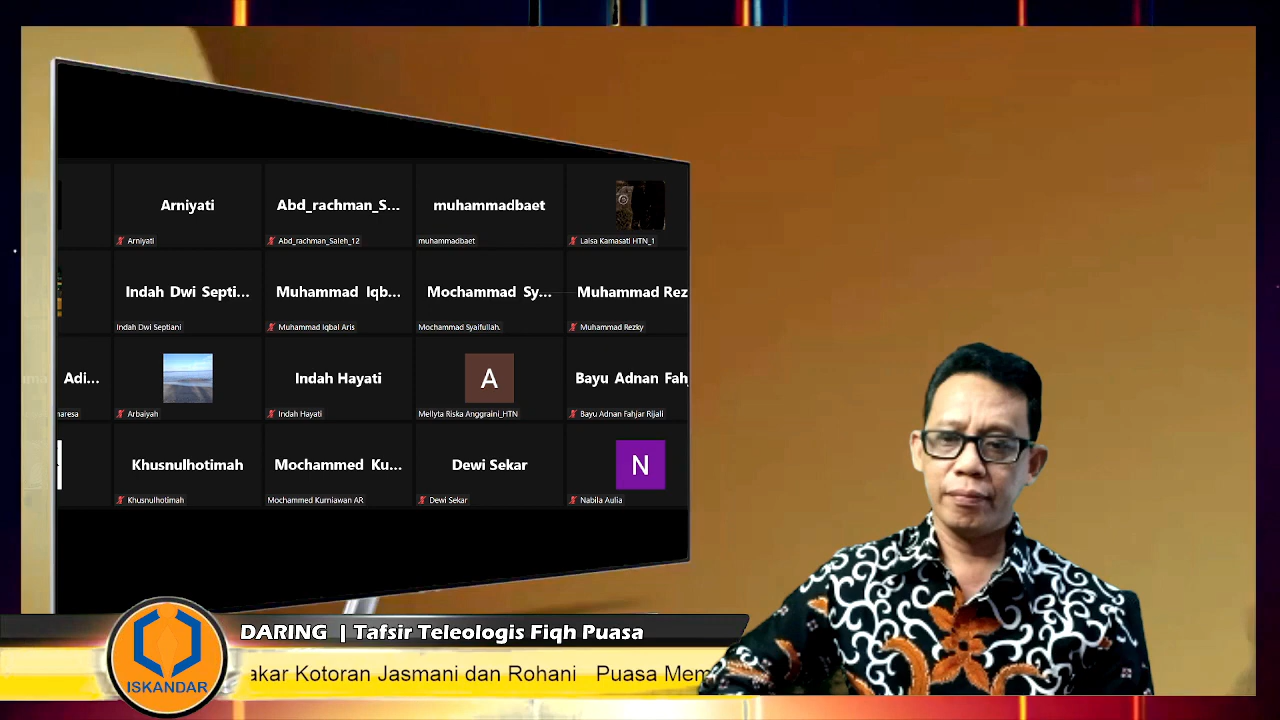 Arniyati
Arniyati
Abd_rachman_S...
Abd_rachman_Saleh_12
muhammadbaet
muhammadbaet
Laisa Kamasati HTN_1
Indah Dwi Septi...
Indah Dwi Septiani
Muhammad Iqb...
Muhammad Iqbal Aris
Mochammad Sy...
Mochammad Syaifullah.
Muhammad Rez
Muhammad Rezky
Adi...
naresa
Arbaiyah
Indah Hayati
Indah Hayati
A
Mellyta Riska Anggraini_HTN
Bayu Adnan Fah
Bayu Adnan Fahjar Rijali
Khusnulhotimah
Khusnulhotimah
Mochammed Ku...
Mochammed Kurniawan AR
Dewi Sekar
Dewi Sekar
N
Nabila Aulia
DARING | Tafsir Teleologis Fiqh Puasa
akar Kotoran Jasmani dan Rohani Puasa Mem
ISKANDAR